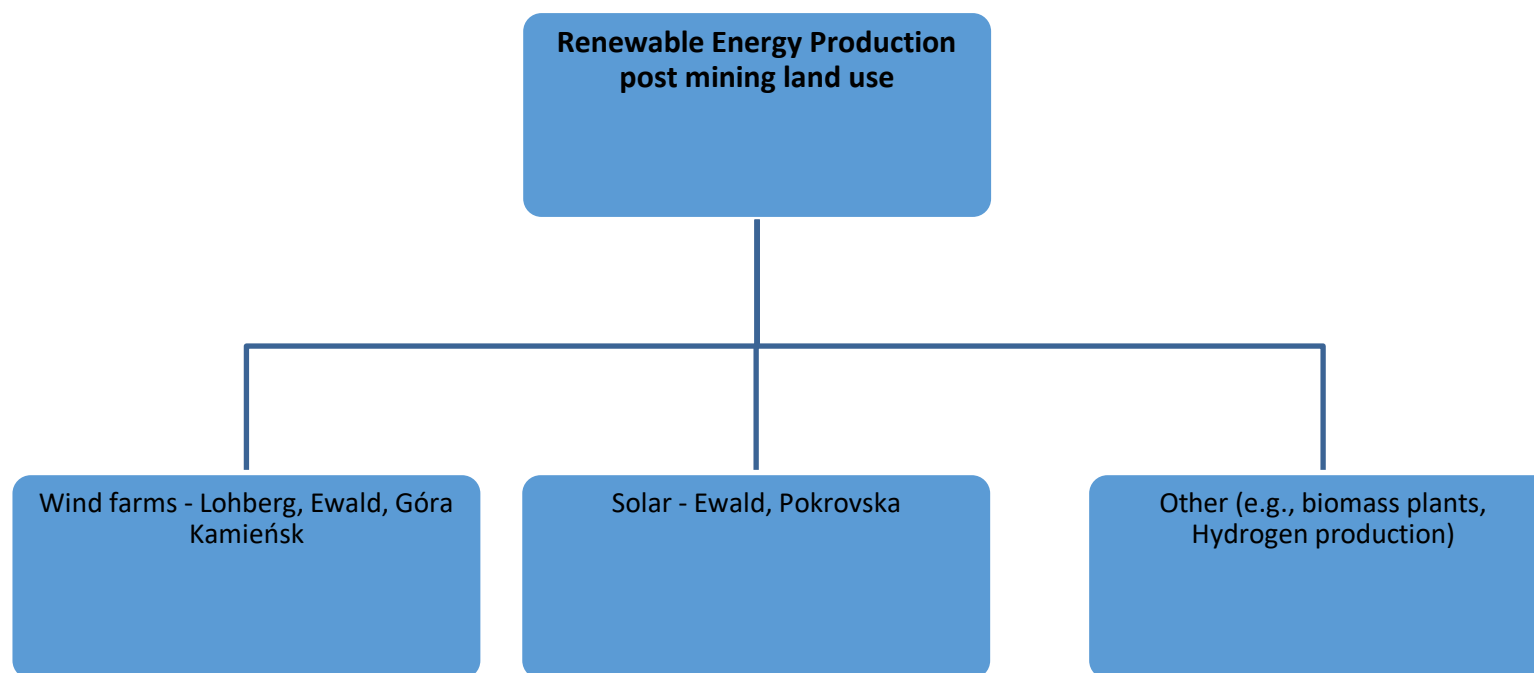 Renewable Energy Production
post mining land use
Wind farms - Lohberg, Ewald, Góra
Kamieńsk
Solar - Ewald, Pokrovska
Other (e.g., biomass plants,
Hydrogen production)